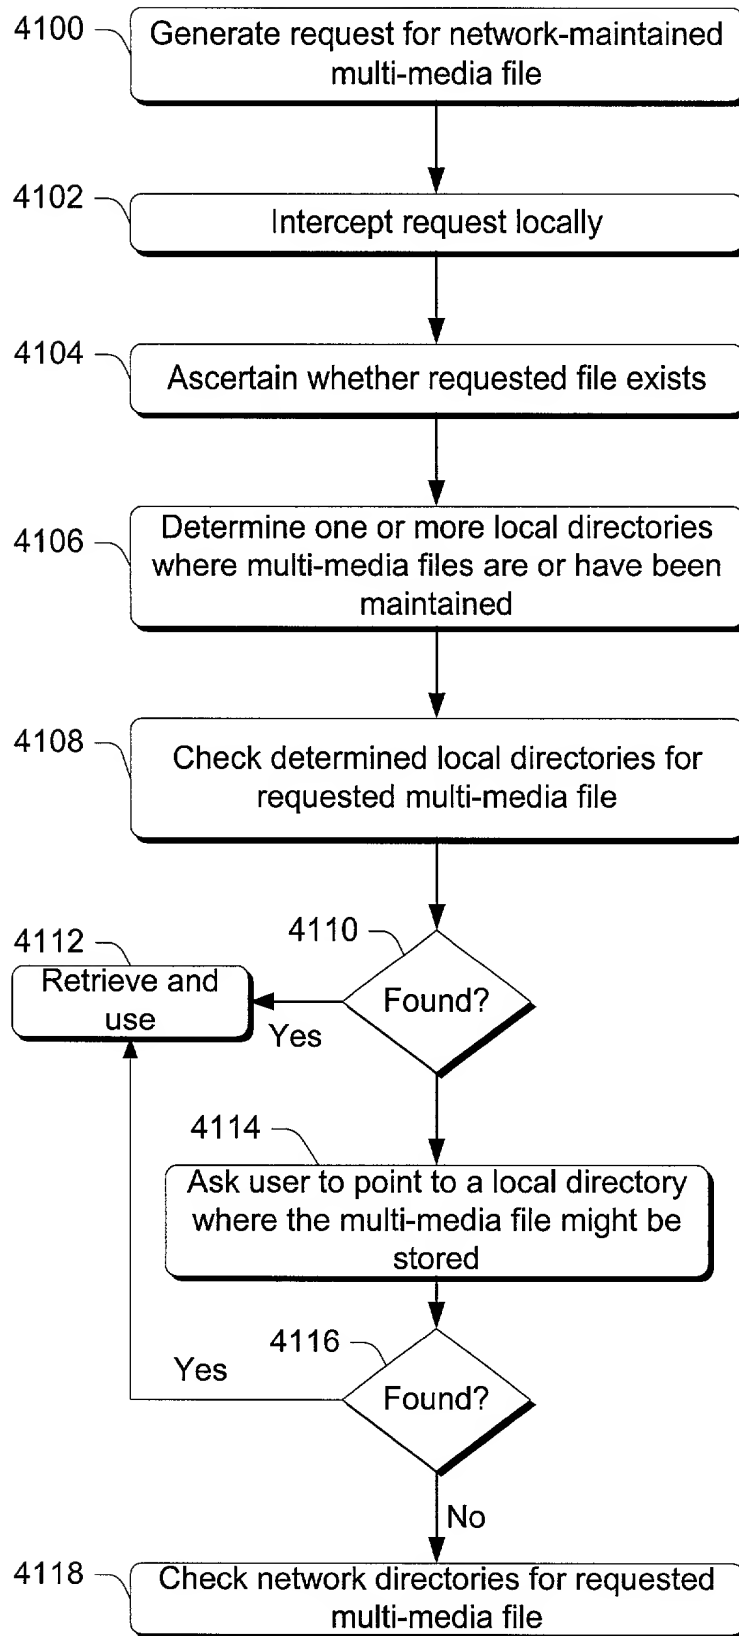 4100
Generate request for network-maintained
multi-media file
4102
Intercept request locally
4104
Ascertain whether requested file exists
4106
Determine one or more local directories
where multi-media files are or have been
maintained
4108
Check determined local directories for
requested multi-media file
4110
Found?
4112
Retrieve and
use
Yes
4114
Ask user to point to a local directory
where the multi-media file might be
stored
4116
Found?
Yes
No
4118
Check network directories for requested
multi-media file